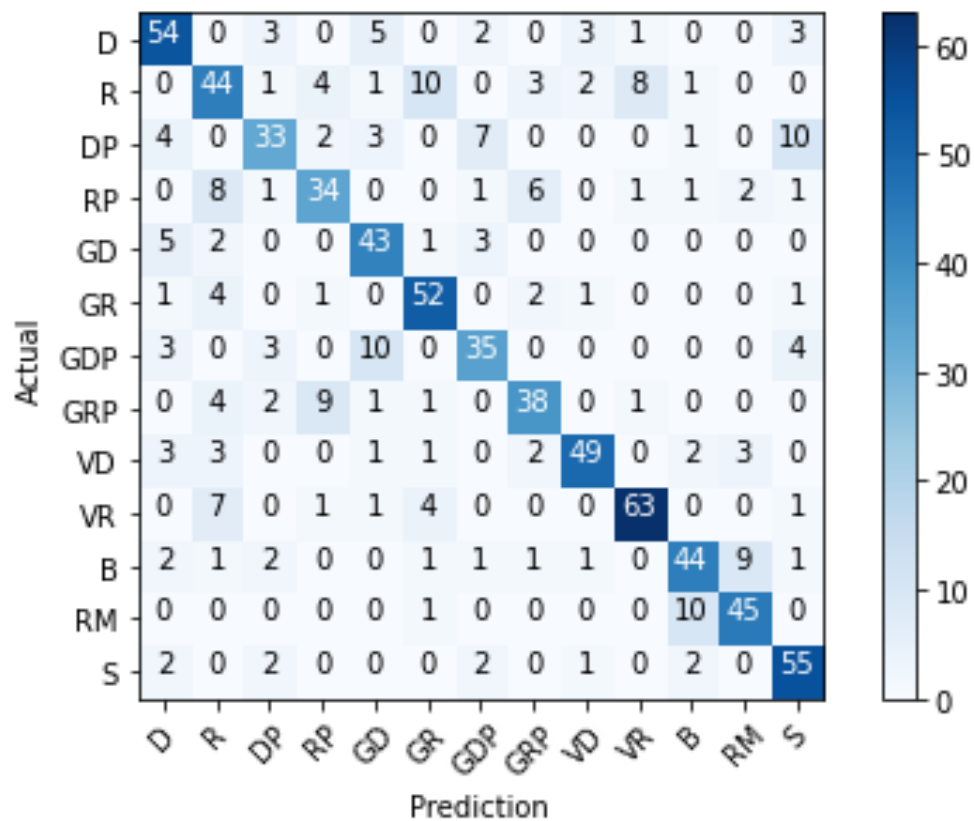 D 54 0 3 0 5 0 2 0 3 1 0 0 3
R 0 44 1 4 1 10 0 3 2 8 1 0 0
DP 4 0 33 2 3 0 7 0 0 0 1 0 10
RP 0 8 1 34 0 0 1 6 0 1 1 2 1
GD 5 2 0 0 43 1 3 0 0 0 0 0 0
GR 1 4 0 1 0 52 0 2 1 0 0 0 1
GDP 3 0 3 0 10 0 35 0 0 0 0 0 4
GRP 0 4 2 9 1 1 0 38 0 1 0 0 0
VD 3 3 0 0 1 1 0 2 49 0 2 3 0
VR 0 7 0 1 1 4 0 0 0 63 0 0 1
B 2 1 2 0 0 1 1 1 1 0 44 9 1
RM 0 0 0 0 0 1 0 0 0 0 10 45 0
S 2 0 2 0 0 0 2 0 1 0 2 0 55
D R DP RP GD GR GDP GRP VD VR B RM S
Prediction
Actual
60
50
40
30
20
10
0